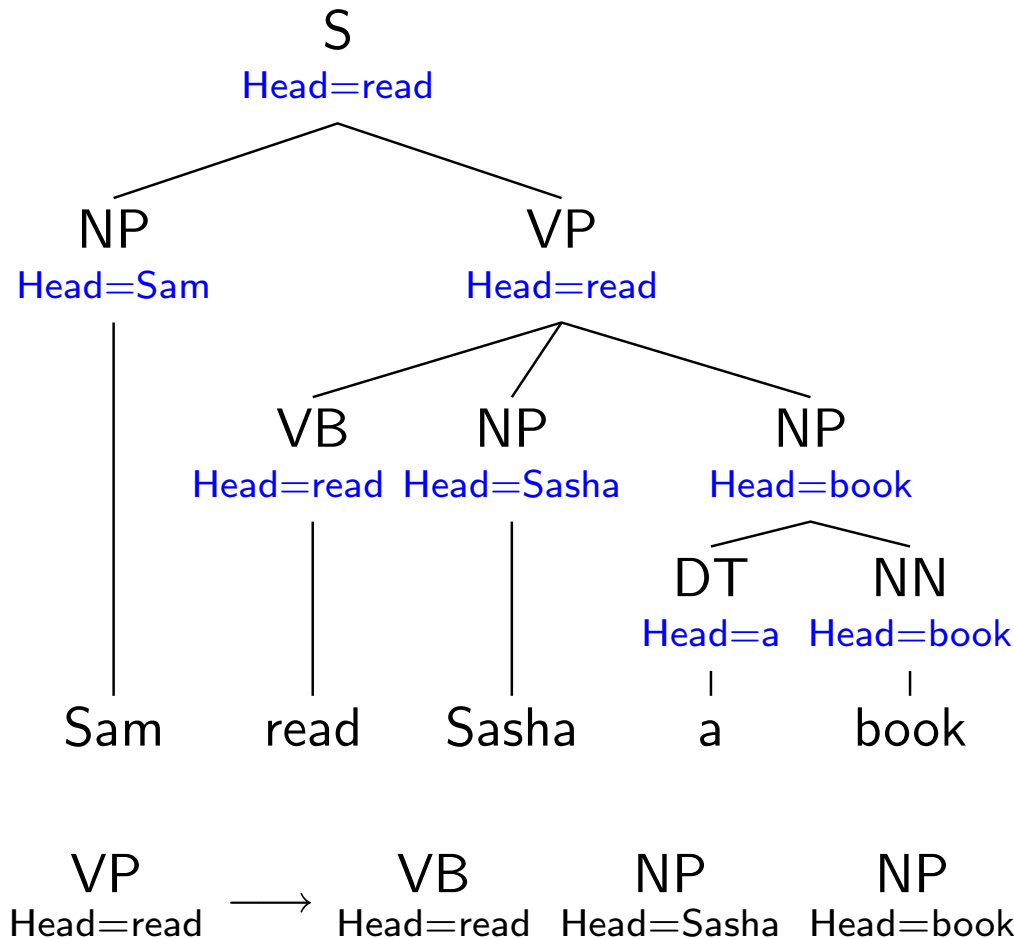 S
Head=read
NP VP
Head=Sam Head=read
VB NP NP
Head=read Head=Sasha Head=book
DT NN
Head=a Head=book
Sam read Sasha a book
VP ⟶ VB NP NP
Head=read Head=read Head=Sasha Head=book